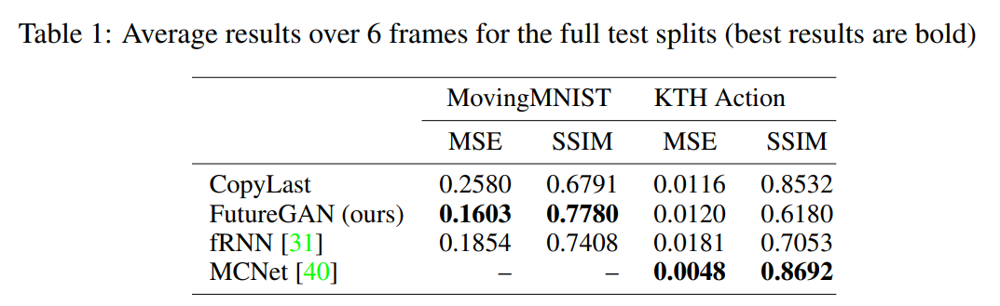 Table 1: Average results over 6 frames for the full test splits (best results are bold)
MovingMNIST KTH Action
MSE SSIM MSE SSIM
CopyLast 0.2580 0.6791 0.0116 0.8532
FutureGAN (ours) 0.1603 0.7780 0.0120 0.6180
fRNN [31] 0.1854 0.7408 0.0181 0.7053
MCNet [40] – – 0.0048 0.8692